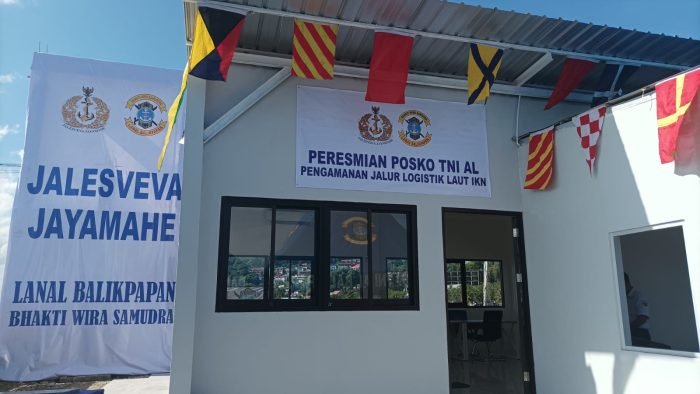 JALESVEVA
JAYAMAHE
LANAL BALIKPAPAN
BHAKTI WIRA SAMUDRA
PERESMIAN POSKO TNI AL
PENGAMANAN JALUR LOGISTIK LAUT IKN